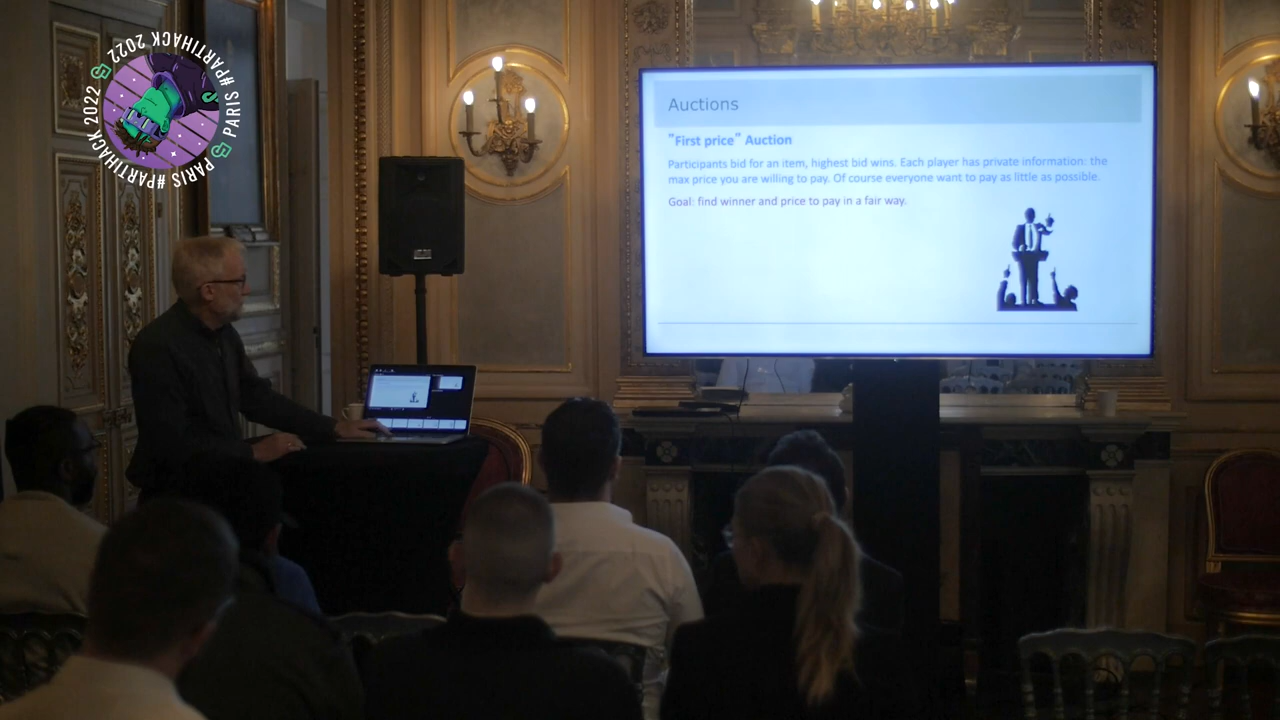 PARIS #PARTIHACK 2022
PARIS #PARTIHACK 2022
Auctions
"First price" Auction
Participants bid for an item, highest bid wins. Each player has private information: the
max price you are willing to pay. Of course everyone want to pay as little as possible.
Goal: find winner and price to pay in a fair way.